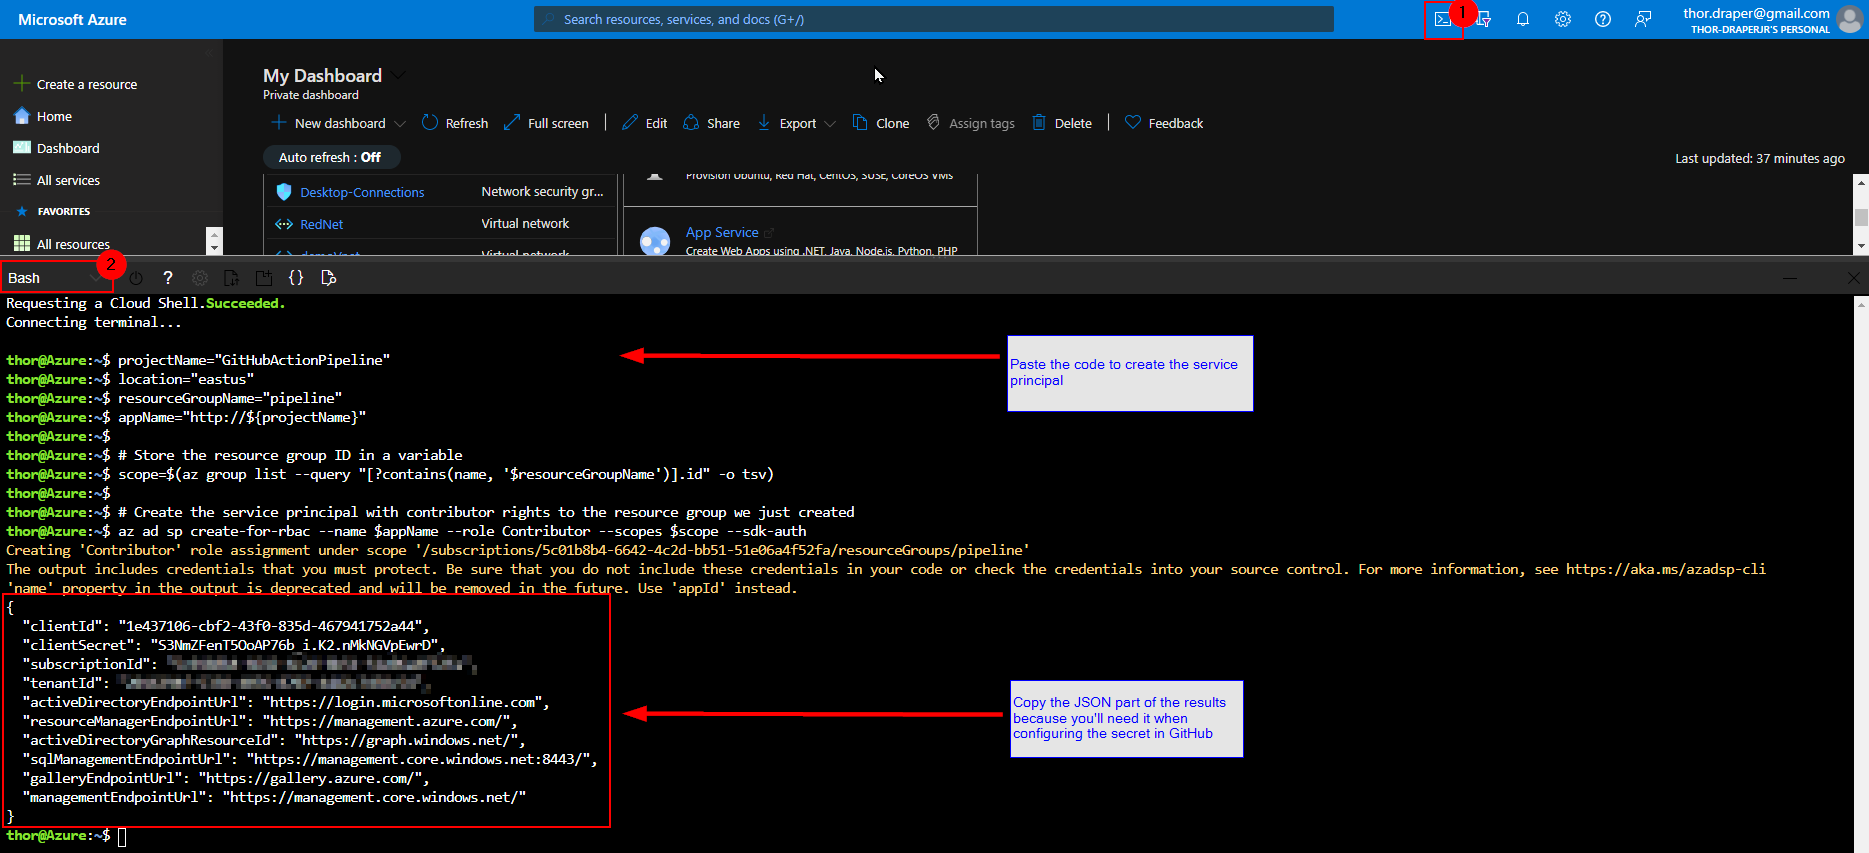 Microsoft Azure
Search resources, services, and docs (G+/)
1
thor.draper@gmail.com
THOR-DRAPERJR'S PERSONAL
Create a resource
Home
Dashboard
All services
FAVORITES
All resources
My Dashboard
Private dashboard
New dashboard
Refresh
Full screen
Edit
Share
Export
Clone
Assign tags
Delete
Feedback
Auto refresh : Off
Last updated: 37 minutes ago
Desktop-Connections
Network security gr...
RedNet
Virtual network
demoVnet
Virtual network
Provision Ubuntu, Red Hat, CentOS, SUSE, CoreOS VMs
App Service
Create Web Apps using .NET, Java, Node.js, Python, PHP
2
Bash
Requesting a Cloud Shell.Succeeded.
Connecting terminal...
thor@Azure:~$ projectName="GitHubActionPipeline"
thor@Azure:~$ location="eastus"
thor@Azure:~$ resourceGroupName="pipeline"
thor@Azure:~$ appName="http://${projectName}"
thor@Azure:~$
thor@Azure:~$ # Store the resource group ID in a variable
thor@Azure:~$ scope=$(az group list --query "[?contains(name, '$resourceGroupName')].id" -o tsv)
thor@Azure:~$
thor@Azure:~$ # Create the service principal with contributor rights to the resource group we just created
thor@Azure:~$ az ad sp create-for-rbac --name $appName --role Contributor --scopes $scope --sdk-auth
Creating 'Contributor' role assignment under scope '/subscriptions/5c01b8b4-6642-4c2d-bb51-51e06a4f52fa/resourceGroups/pipeline'
The output includes credentials that you must protect. Be sure that you do not include these credentials in your code or check the credentials into your source control. For more information, see https://aka.ms/azadsp-cli
'name' property in the output is deprecated and will be removed in the future. Use 'appId' instead.
{
"clientId": "1e437106-cbf2-43f0-835d-467941752a44",
"clientSecret": "S3NmZFenT5OoAP76b_i.K2.nMkNGVpEwrD",
"subscriptionId":
"tenantId":
"activeDirectoryEndpointUrl": "https://login.microsoftonline.com",
"resourceManagerEndpointUrl": "https://management.azure.com/",
"activeDirectoryGraphResourceId": "https://graph.windows.net/",
"sqlManagementEndpointUrl": "https://management.core.windows.net:8443/",
"galleryEndpointUrl": "https://gallery.azure.com/",
"managementEndpointUrl": "https://management.core.windows.net/"
}
thor@Azure:~$
Paste the code to create the service
principal
Copy the JSON part of the results
because you'll need it when
configuring the secret in GitHub